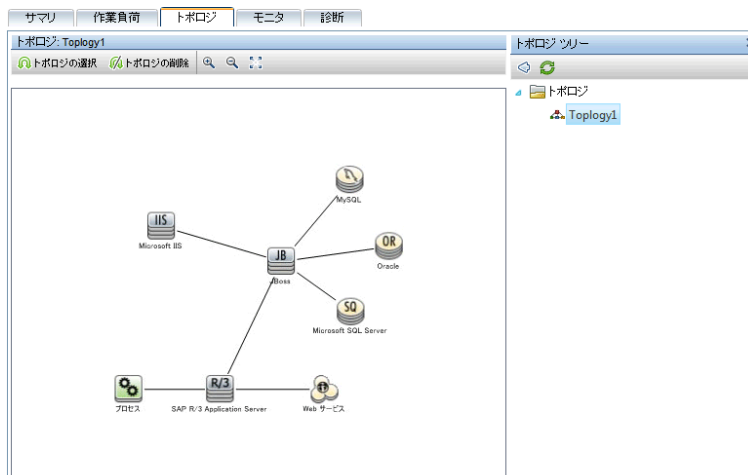 サマリ 作業負荷 トポロジ モニタ 診断
トポロジ: Toplogy1
トポロジの選択 トポロジの削除
トポロジ ツリー
トポロジ
Toplogy1
MySQL
IIS
Microsoft IIS
OR
Oracle
JB
JBoss
SQ
Microsoft SQL Server
プロセス
R/3
SAP R/3 Application Server
Web サービス